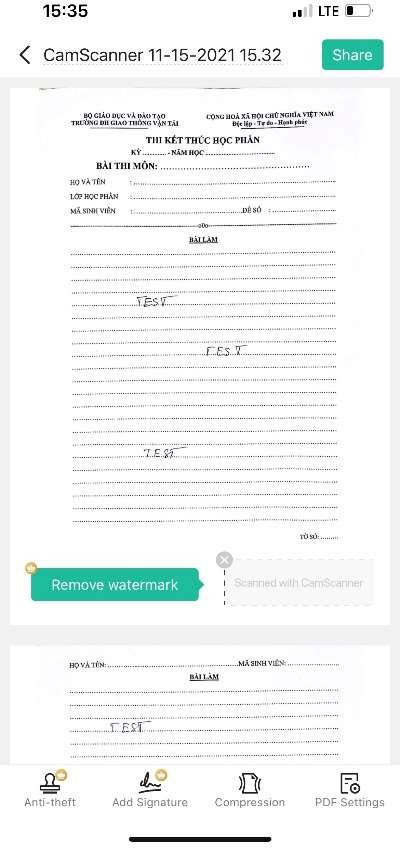 15:35
LTE
CamScanner 11-15-2021 15.32
Share
BỘ GIÁO DỤC VÀ ĐÀO TẠO
CỘNG HOÀ XÃ HỘI CHỦ NGHĨA VIỆT NAM
TRƯỜNG ĐH GIAO THÔNG VẬN TẢI
Độc lập - Tự do - Hạnh phúc
THI KẾT THÚC HỌC PHẦN
KỲ ........... - NĂM HỌC ..............................
BÀI THI MÔN: ..................................................
HỌ VÀ TÊN :
LỚP HỌC PHẦN :
MÃ SINH VIÊN : ĐỀ SỐ :
o0o
BÀI LÀM
TEST
TEST
TEST
TỜ SỐ: ........
Remove watermark
Scanned with CamScanner
HỌ VÀ TÊN: MÃ SINH VIÊN:
BÀI LÀM
TEST
Anti-theft
Add Signature
Compression
PDF Settings